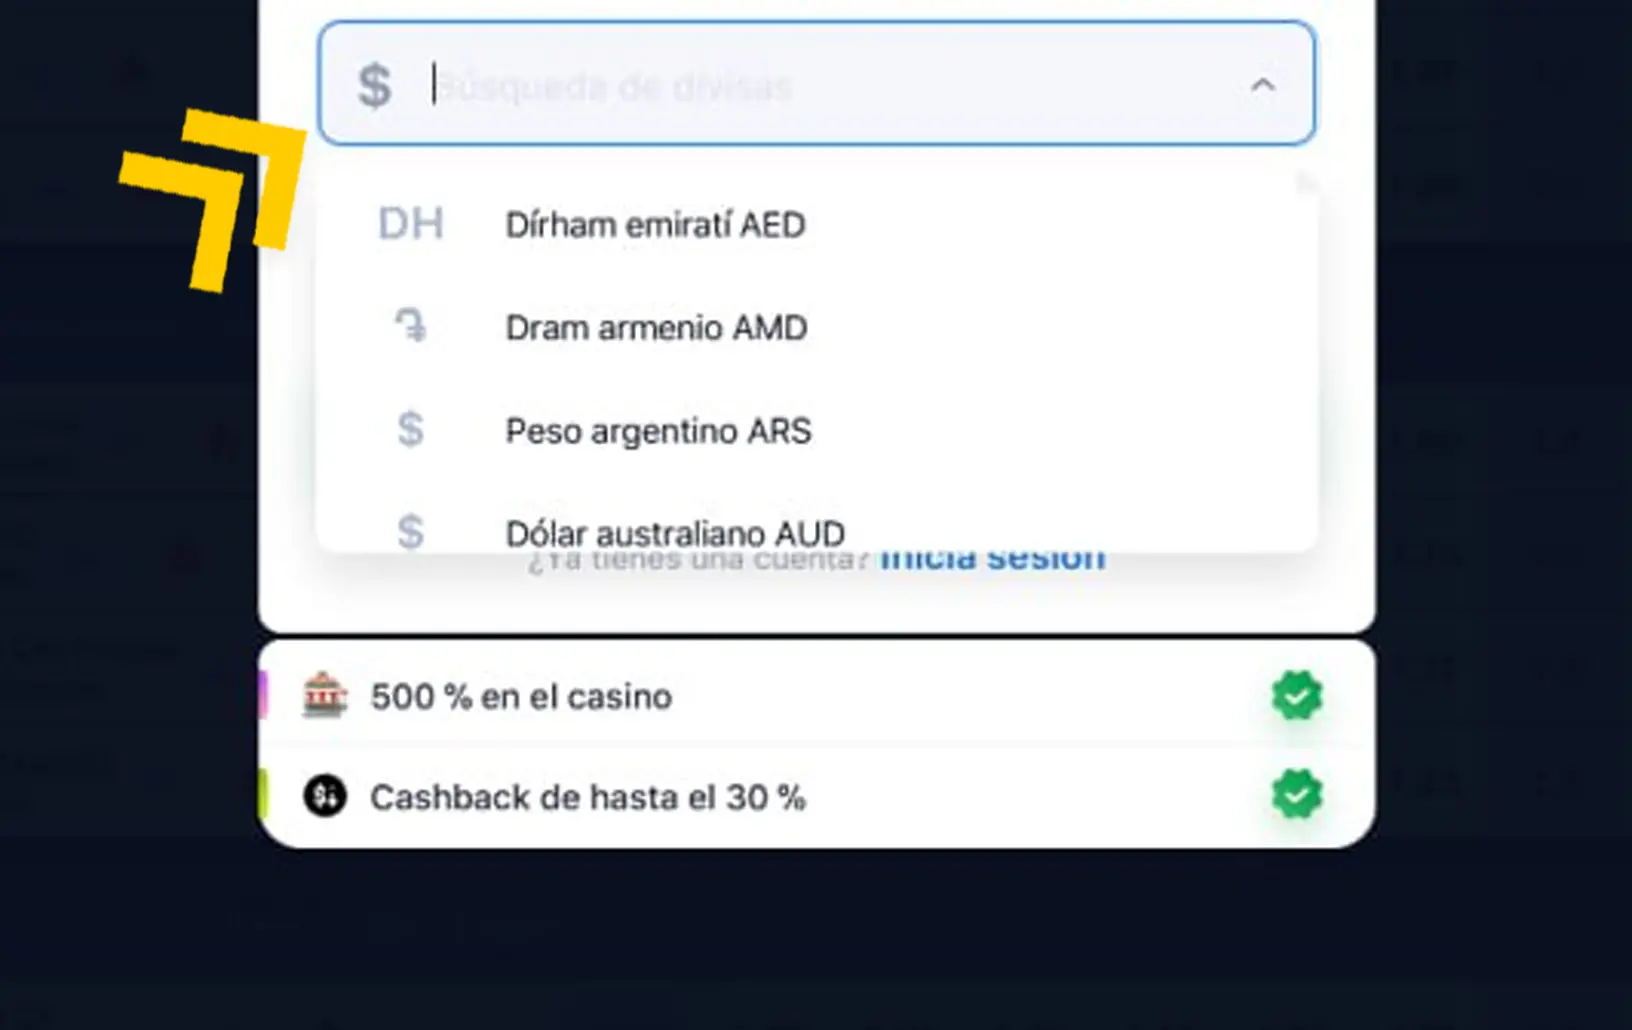 $ Búsqueda de divisas
DH Dírham emiratí AED
֏ Dram armenio AMD
$ Peso argentino ARS
$ Dólar australiano AUD
¿Ya tienes una cuenta? Inicia sesión
500 % en el casino
Cashback de hasta el 30 %